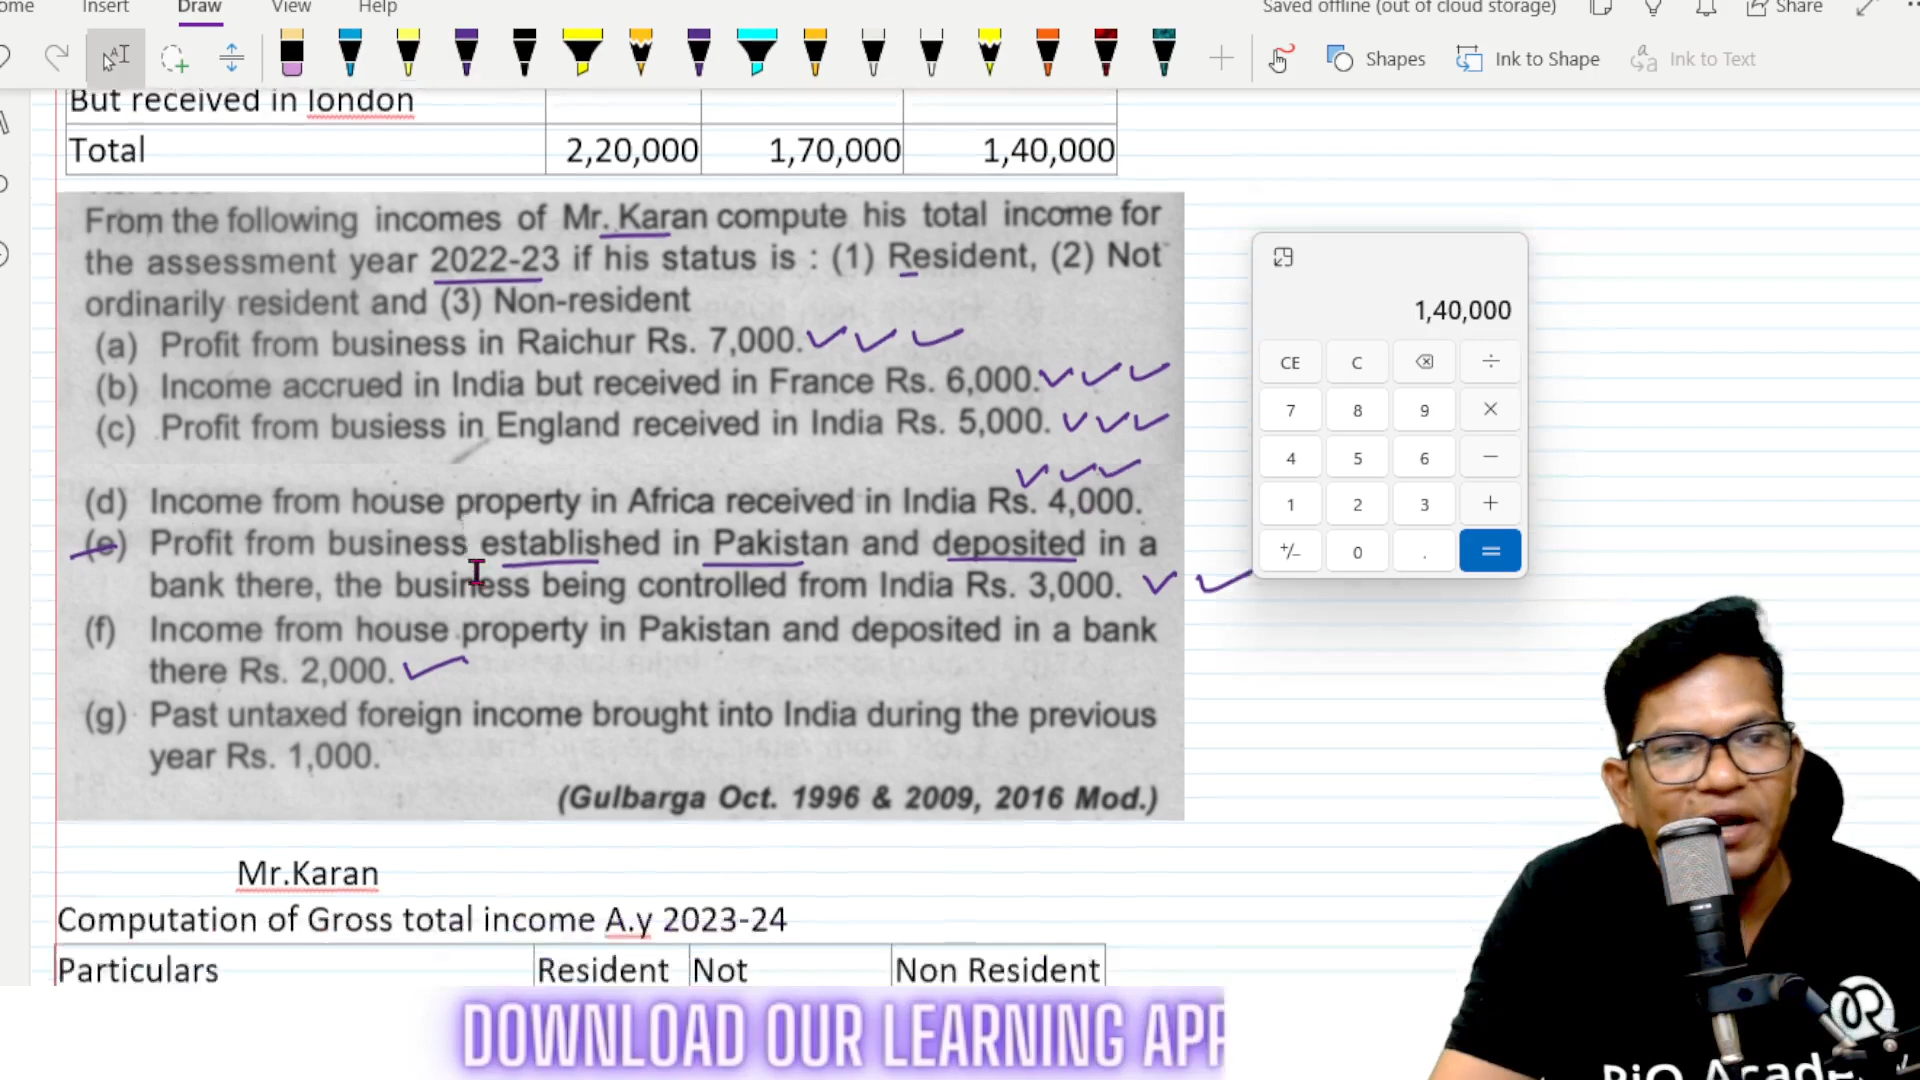 Insert Draw View Help
Saved offline (out of cloud storage) Share
Shapes Ink to Shape Ink to Text
But received in london
Total 2,20,000 1,70,000 1,40,000
From the following incomes of Mr. Karan compute his total income for
the assessment year 2022-23 if his status is : (1) Resident, (2) Not
ordinarily resident and (3) Non-resident
(a) Profit from business in Raichur Rs. 7,000.
(b) Income accrued in India but received in France Rs. 6,000.
(c) Profit from busiess in England received in India Rs. 5,000.
(d) Income from house property in Africa received in India Rs. 4,000.
(e) Profit from business established in Pakistan and deposited in a
bank there, the business being controlled from India Rs. 3,000.
(f) Income from house property in Pakistan and deposited in a bank
there Rs. 2,000.
(g) Past untaxed foreign income brought into India during the previous
year Rs. 1,000.
(Gulbarga Oct. 1996 & 2009, 2016 Mod.)
1,40,000
CE C ÷
7 8 9 ×
4 5 6 −
1 2 3 +
+/− 0 . =
Mr.Karan
Computation of Gross total income A.y 2023-24
Particulars Resident Not Non Resident
DOWNLOAD OUR LEARNING APP